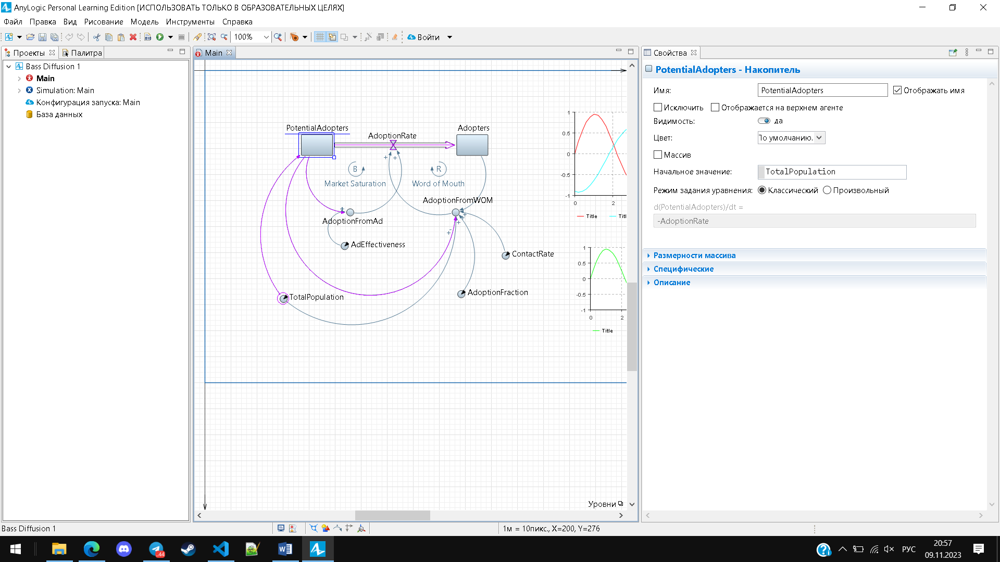 AnyLogic Personal Learning Edition [ИСПОЛЬЗОВАТЬ ТОЛЬКО В ОБРАЗОВАТЕЛЬНЫХ ЦЕЛЯХ]
Файл Правка Вид Рисование Модель Инструменты Справка
100% Войти
Проекты Палитра
Bass Diffusion 1
Main
Simulation: Main
Конфигурация запуска: Main
База данных
Main
PotentialAdopters
AdoptionRate
Adopters
+ +
B
R
Market Saturation
Word of Mouth
AdoptionFromWOM
+
AdoptionFromAd
AdEffectiveness
ContactRate
AdoptionFraction
TotalPopulation
1
0.5
0
-0.5
-1
0 2
Title Titl
1
0.5
0
-0.5
-1
0 2
Title
Уровни
Свойства
PotentialAdopters - Накопитель
Имя: PotentialAdopters Отображать имя
Исключить Отображается на верхнем агенте
Видимость: да
Цвет: По умолчанию.
Массив
Начальное значение: TotalPopulation
Режим задания уравнения: Классический Произвольный
d(PotentialAdopters)/dt =
-AdoptionRate
Размерности массива
Специфические
Описание
Bass Diffusion 1
1м = 10пикс., X=200, Y=276
.44
РУС
20:57
09.11.2023